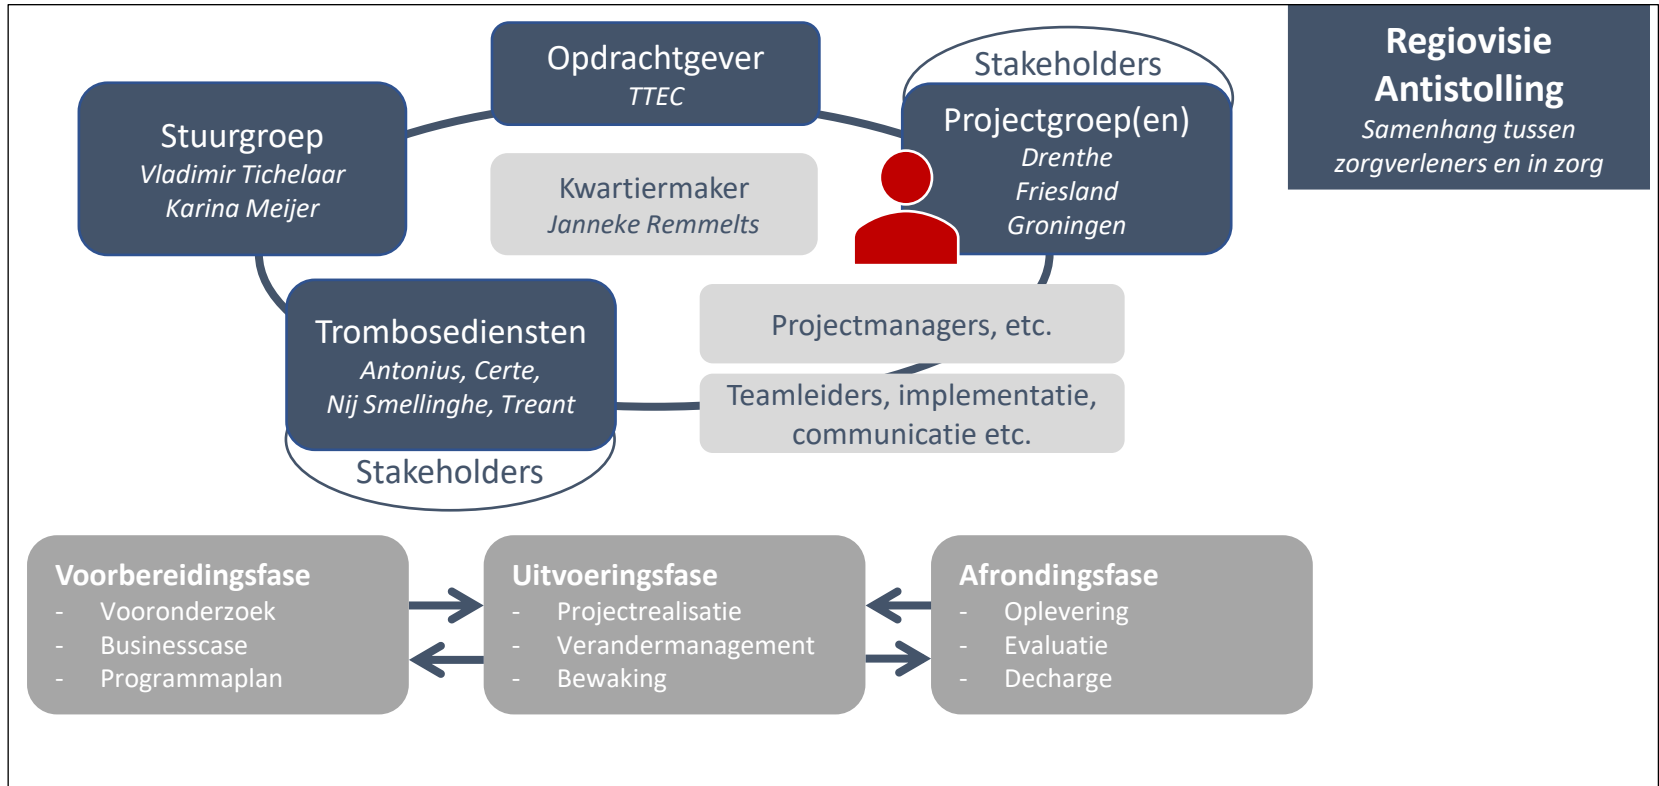 Opdrachtgever
TTEC
Stakeholders
Regiovisie
Antistolling
Samenhang tussen
zorgverleners en in zorg
Stuurgroep
Vladimir Tichelaar
Karina Meijer
Kwartiermaker
Janneke Remmelts
Projectgroep(en)
Drenthe
Friesland
Groningen
Trombosediensten
Antonius, Certe,
Nij Smellinghe, Treant
Stakeholders
Projectmanagers, etc.
Teamleiders, implementatie,
communicatie etc.
Voorbereidingsfase
- Vooronderzoek
- Businesscase
- Programmaplan
Uitvoeringsfase
- Projectrealisatie
- Verandermanagement
- Bewaking
Afrondingsfase
- Oplevering
- Evaluatie
- Decharge